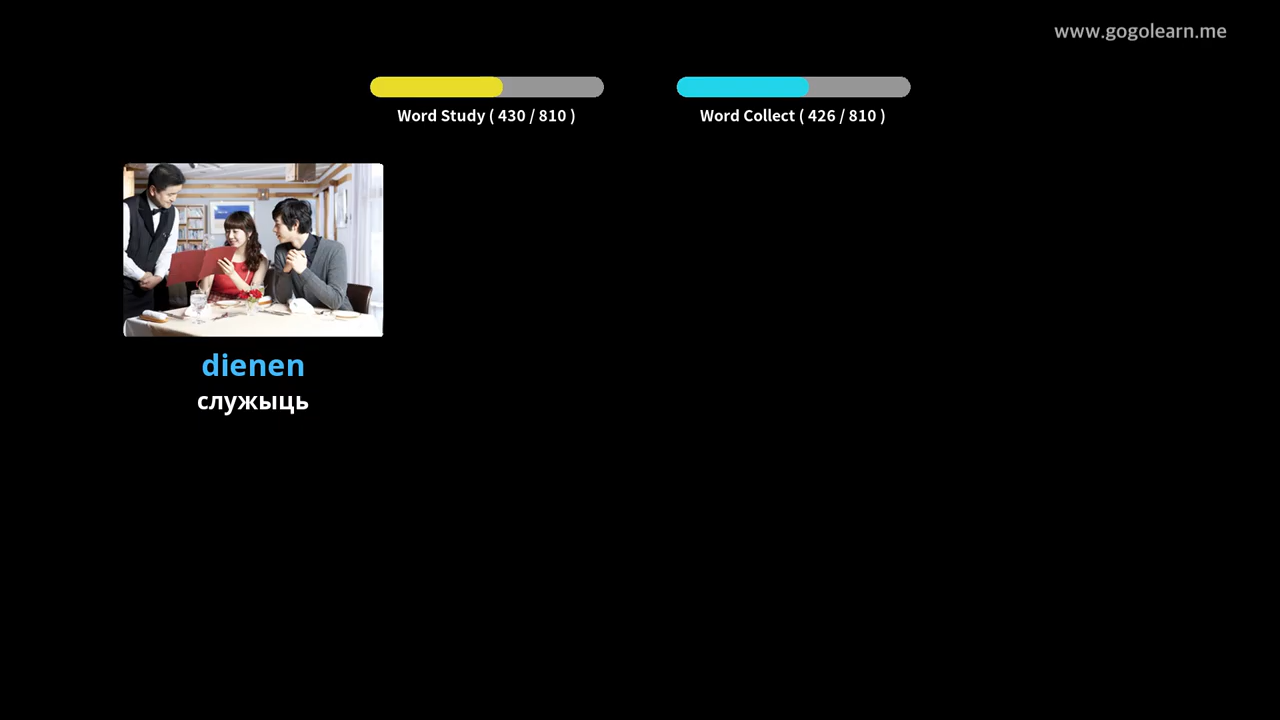 www.gogolearn.me
Word Study ( 430 / 810 )
Word Collect ( 426 / 810 )
dienen
служыць